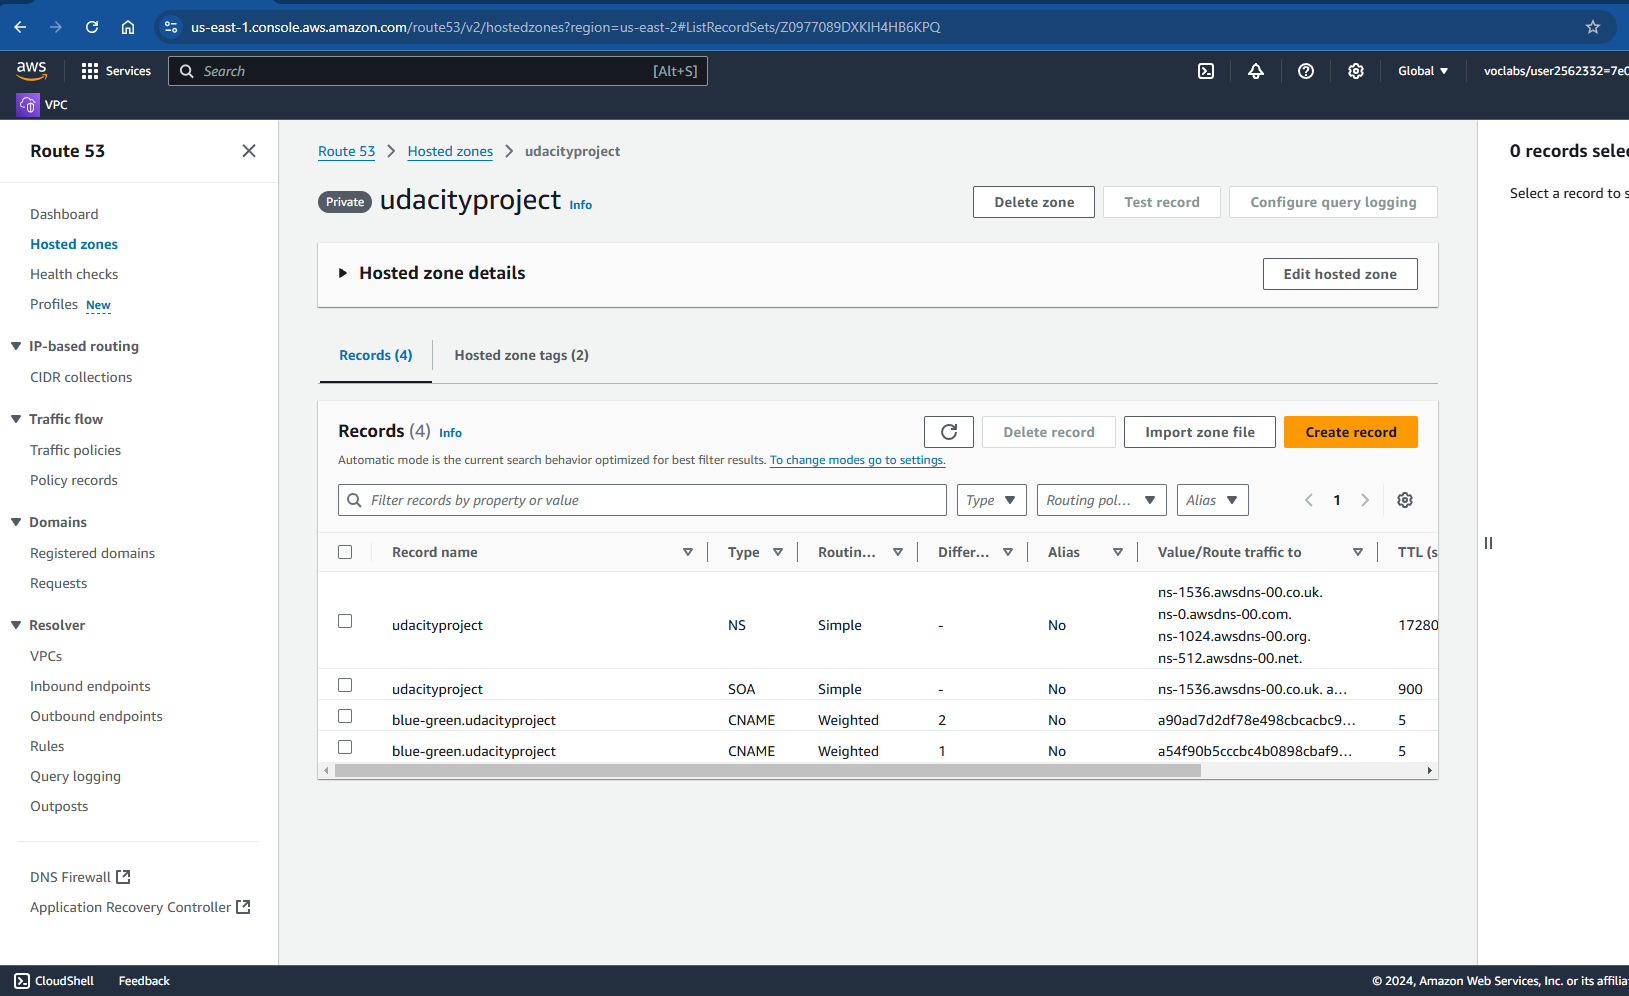 us-east-1.console.aws.amazon.com/route53/v2/hostedzones?region=us-east-2#ListRecordSets/Z0977089DXKIH4HB6KPQ
aws Services Search [Alt+S] Global voclabs/user2562332=7e0
VPC
Route 53
Dashboard
Hosted zones
Health checks
Profiles New
IP-based routing
CIDR collections
Traffic flow
Traffic policies
Policy records
Domains
Registered domains
Requests
Resolver
VPCs
Inbound endpoints
Outbound endpoints
Rules
Query logging
Outposts
DNS Firewall
Application Recovery Controller
Route 53 Hosted zones udacityproject
Private udacityproject Info Delete zone Test record Configure query logging
Hosted zone details Edit hosted zone
Records (4) Hosted zone tags (2)
Records (4) Info Delete record Import zone file Create record
Automatic mode is the current search behavior optimized for best filter results. To change modes go to settings.
Filter records by property or value Type Routing pol... Alias 1
Record name Type Routin... Differ... Alias Value/Route traffic to TTL (s
udacityproject NS Simple - No ns-1536.awsdns-00.co.uk. 17280
ns-0.awsdns-00.com.
ns-1024.awsdns-00.org.
ns-512.awsdns-00.net.
udacityproject SOA Simple - No ns-1536.awsdns-00.co.uk. a... 900
blue-green.udacityproject CNAME Weighted 2 No a90ad7d2df78e498cbcacbc9... 5
blue-green.udacityproject CNAME Weighted 1 No a54f90b5cccbc4b0898cbaf9... 5
0 records sele
Select a record to s
CloudShell Feedback © 2024, Amazon Web Services, Inc. or its affilia